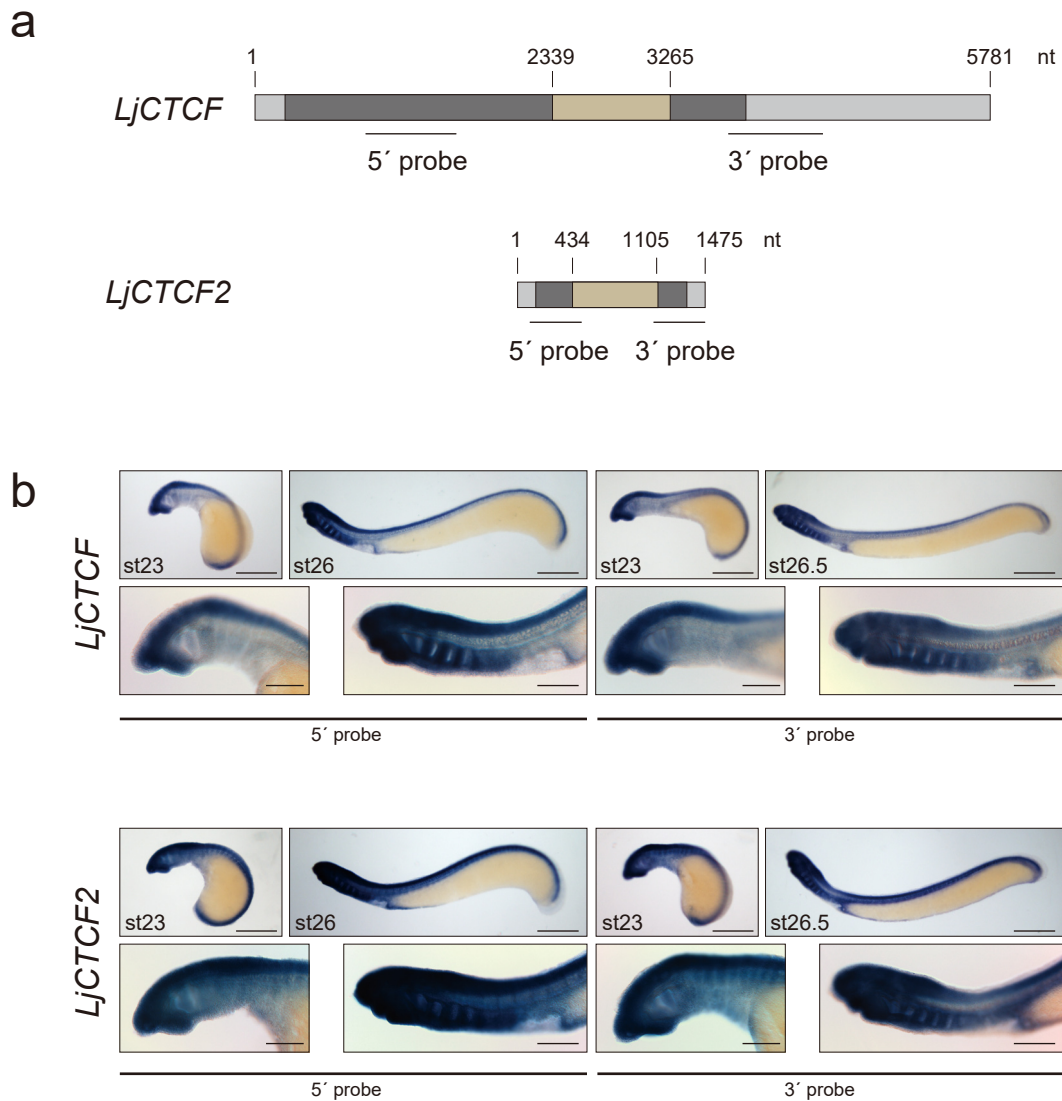 a
1 2339 3265 5781 nt
LjCTCF
5´ probe 3´ probe
1 434 1105 1475 nt
LjCTCF2
5´ probe 3´ probe
b
LjCTCF
st23 st26 st23 st26.5
5´ probe 3´ probe
LjCTCF2
st23 st26 st23 st26.5
5´ probe 3´ probe